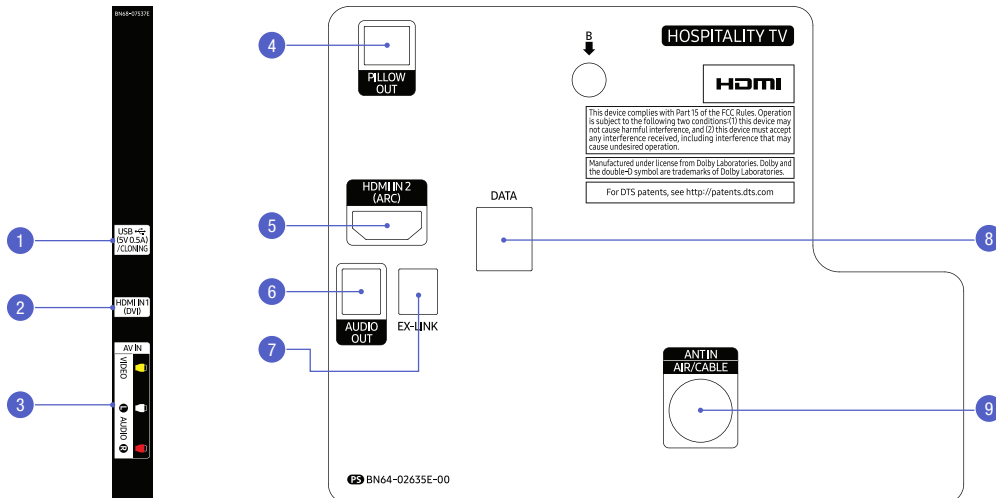 BN68-07537E
1
USB
(5V 0.5A)
/CLONING
2
HDMI IN 1
(DVI)
3
AV IN
VIDEO
L AUDIO R
4
PILLOW
OUT
5
HDMI IN 2
(ARC)
6
AUDIO
OUT
7
EX-LINK
DATA
8
B
HOSPITALITY TV
HDMI
This device complies with Part 15 of the FCC Rules. Operation
is subject to the following two conditions:(1) this device may
not cause harmful interference, and (2) this device must accept
any interference received, including interference that may
cause undesired operation.
Manufactured under license from Dolby Laboratories. Dolby and
the double-D symbol are trademarks of Dolby Laboratories.
For DTS patents, see http://patents.dts.com
ANT IN
AIR/CABLE
9
PS BN64-02635E-00